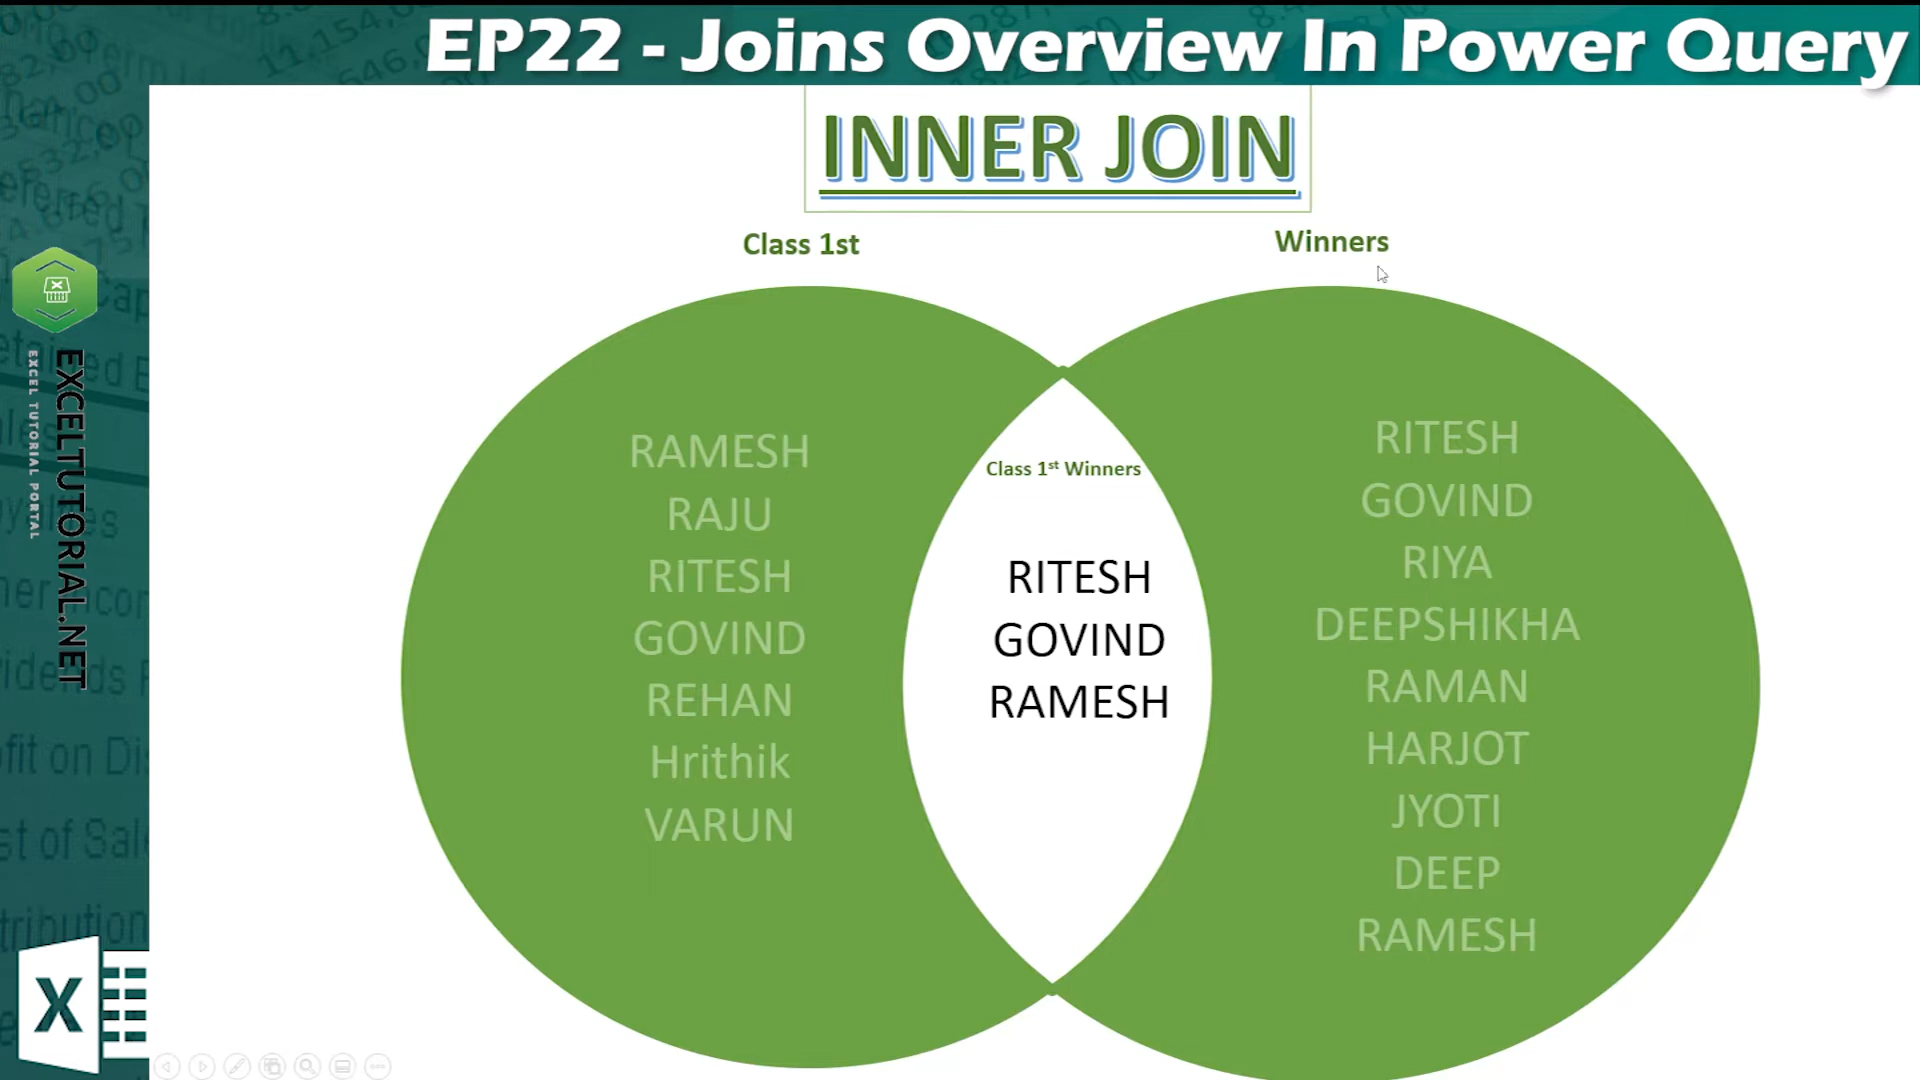 EP22 - Joins Overview In Power Query
INNER JOIN
Class 1st
Winners
RAMESH
RAJU
RITESH
GOVIND
REHAN
Hrithik
VARUN
Class 1st Winners
RITESH
GOVIND
RAMESH
RITESH
GOVIND
RIYA
DEEPSHIKHA
RAMAN
HARJOT
JYOTI
DEEP
RAMESH
EXCELTUTORIAL.NET
EXCEL TUTORIAL PORTAL
X